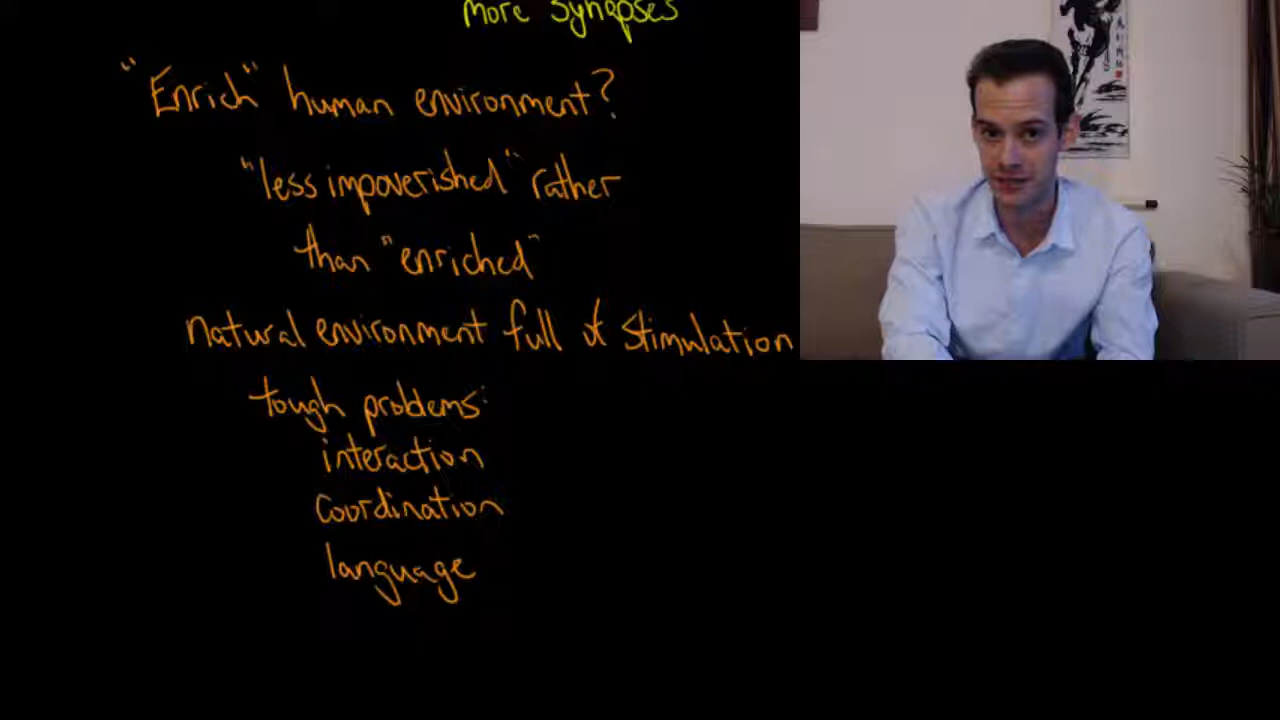 More Synapses
"Enrich" human environment?
"less impoverished" rather
than "enriched"
natural environment full of stimulation
tough problems:
interaction
coordination
language